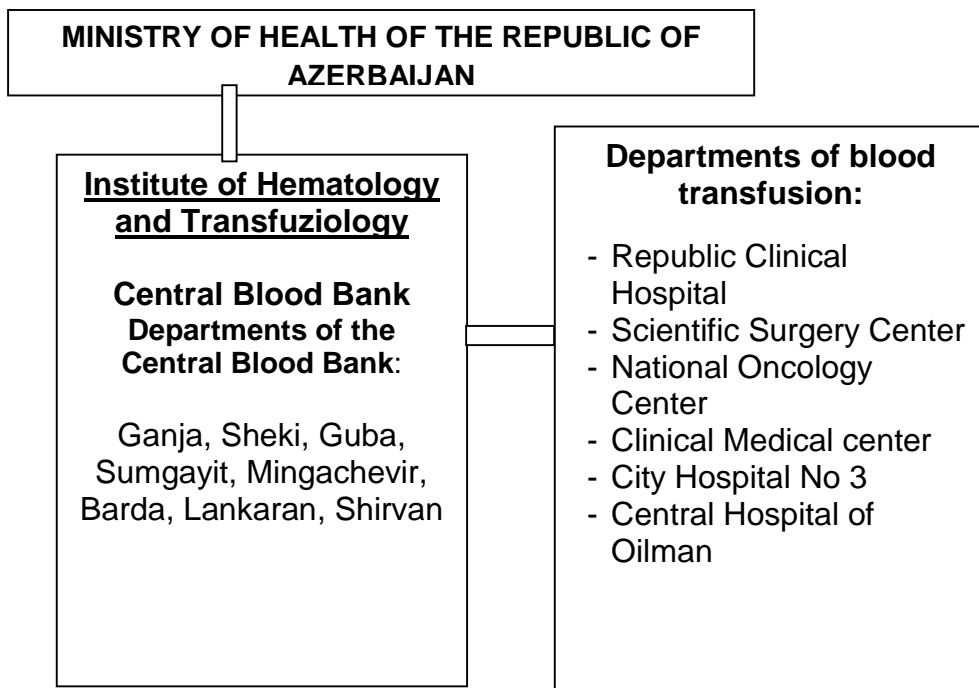 MINISTRY OF HEALTH OF THE REPUBLIC OF
AZERBAIJAN
Institute of Hematology
and Transfuziology
Central Blood Bank
Departments of the
Central Blood Bank:
Ganja, Sheki, Guba,
Sumgayit, Mingachevir,
Barda, Lankaran, Shirvan
Departments of blood
transfusion:
- Republic Clinical
Hospital
- Scientific Surgery Center
- National Oncology
Center
- Clinical Medical center
- City Hospital No 3
- Central Hospital of
Oilman